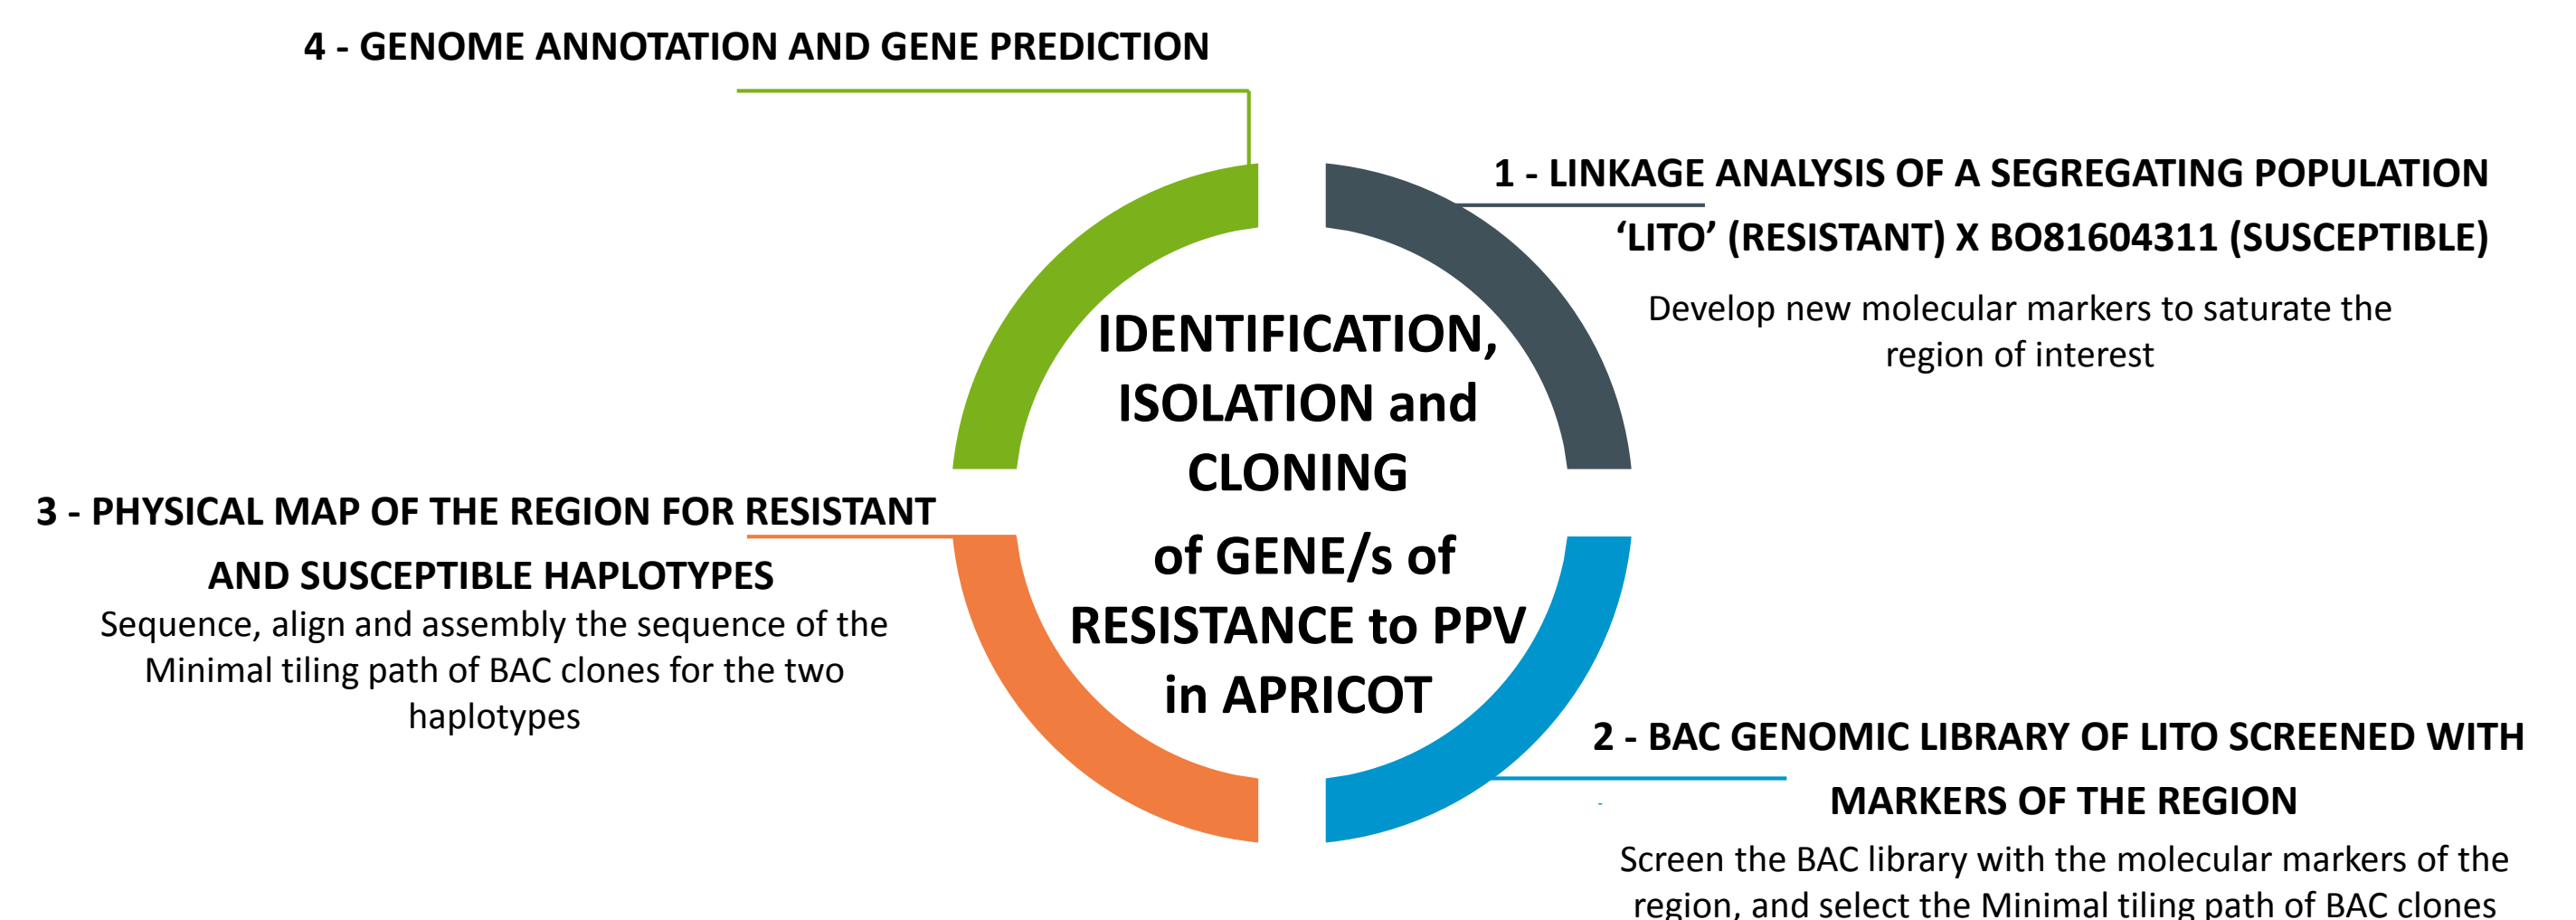 4 - GENOME ANNOTATION AND GENE PREDICTION
1 - LINKAGE ANALYSIS OF A SEGREGATING POPULATION
‘LITO’ (RESISTANT) X BO81604311 (SUSCEPTIBLE)
Develop new molecular markers to saturate the
region of interest
IDENTIFICATION,
ISOLATION and
CLONING
of GENE/s of
RESISTANCE to PPV
in APRICOT
3 - PHYSICAL MAP OF THE REGION FOR RESISTANT
AND SUSCEPTIBLE HAPLOTYPES
Sequence, align and assembly the sequence of the
Minimal tiling path of BAC clones for the two
haplotypes
2 - BAC GENOMIC LIBRARY OF LITO SCREENED WITH
MARKERS OF THE REGION
Screen the BAC library with the molecular markers of the
region, and select the Minimal tiling path of BAC clones